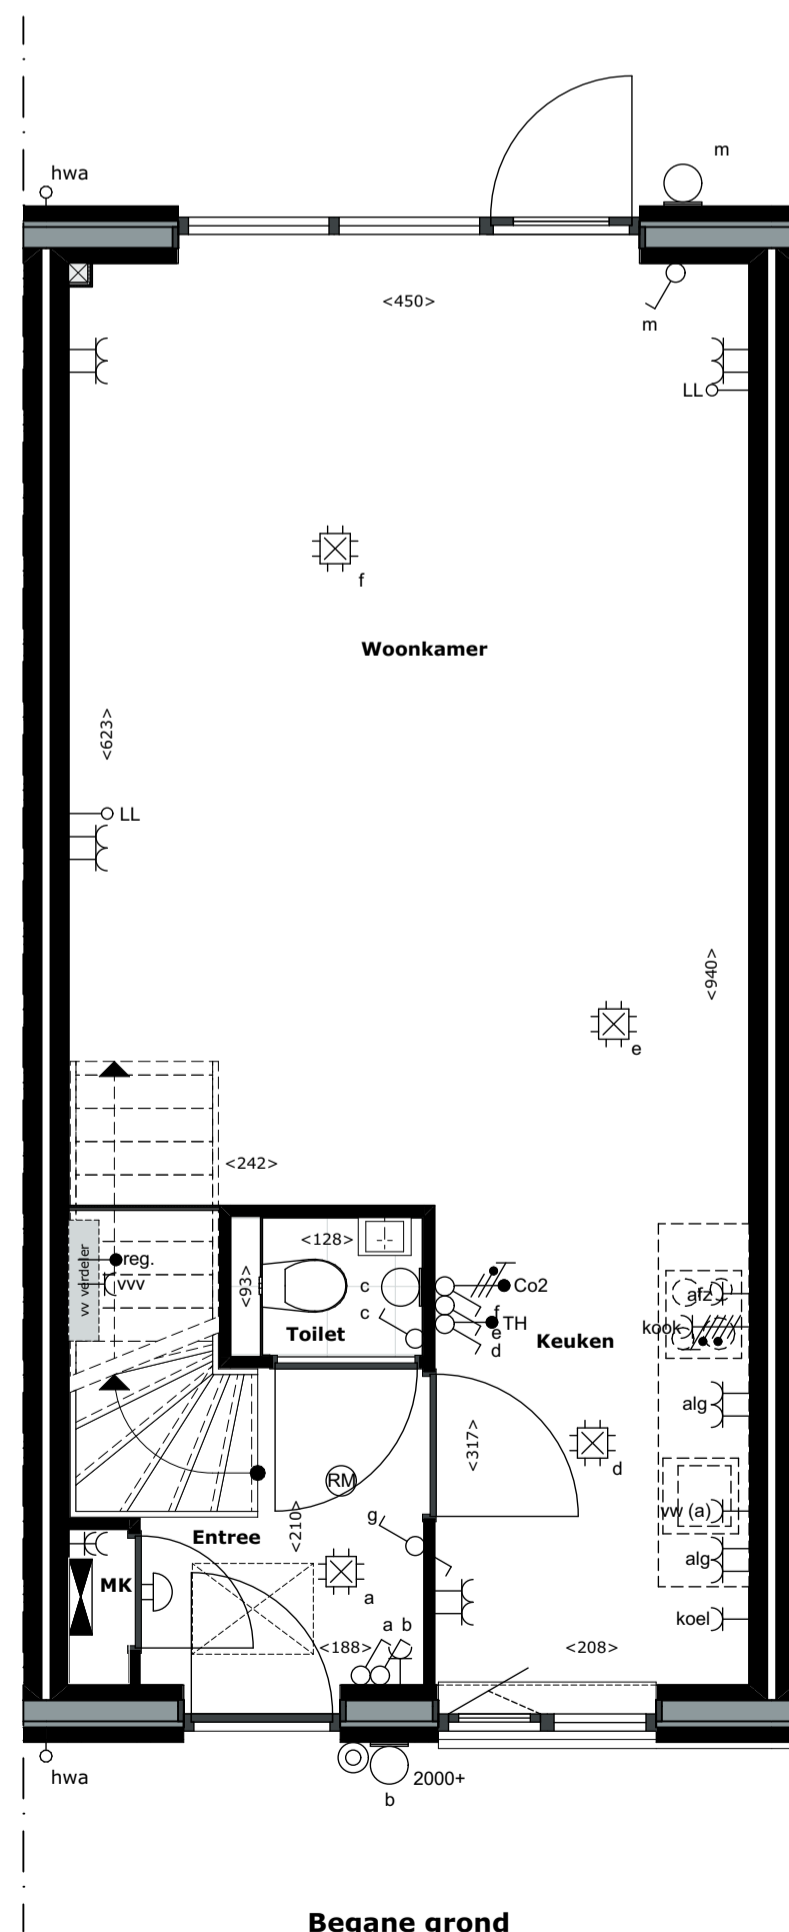 m
hwa
<450>
m
LL
f
Woonkamer
<623>
LL
<940>
e
<242>
<128>
vv verdeler
reg.
vvv
<93>
c
c
Toilet
Co2
f
TH
e
d
Keuken
afz
kook
alg
<317>
d
RM
g
<210>
Entree
vw (a)
alg
MK
a
koel
a b
<188>
<208>
hwa
2000+
b
Begane grond